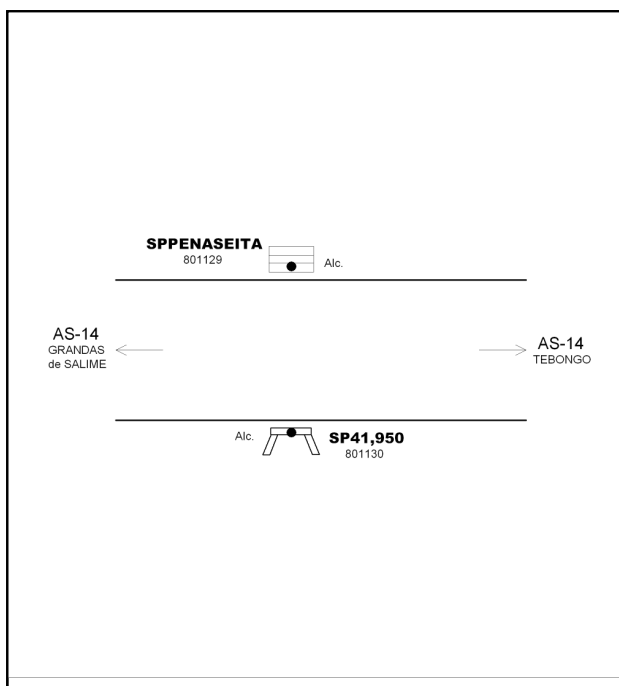 SPPENASEITA
801129
Alc.
AS-14
GRANDAS
de SALIME
AS-14
TEBONGO
Alc.
SP41,950
801130